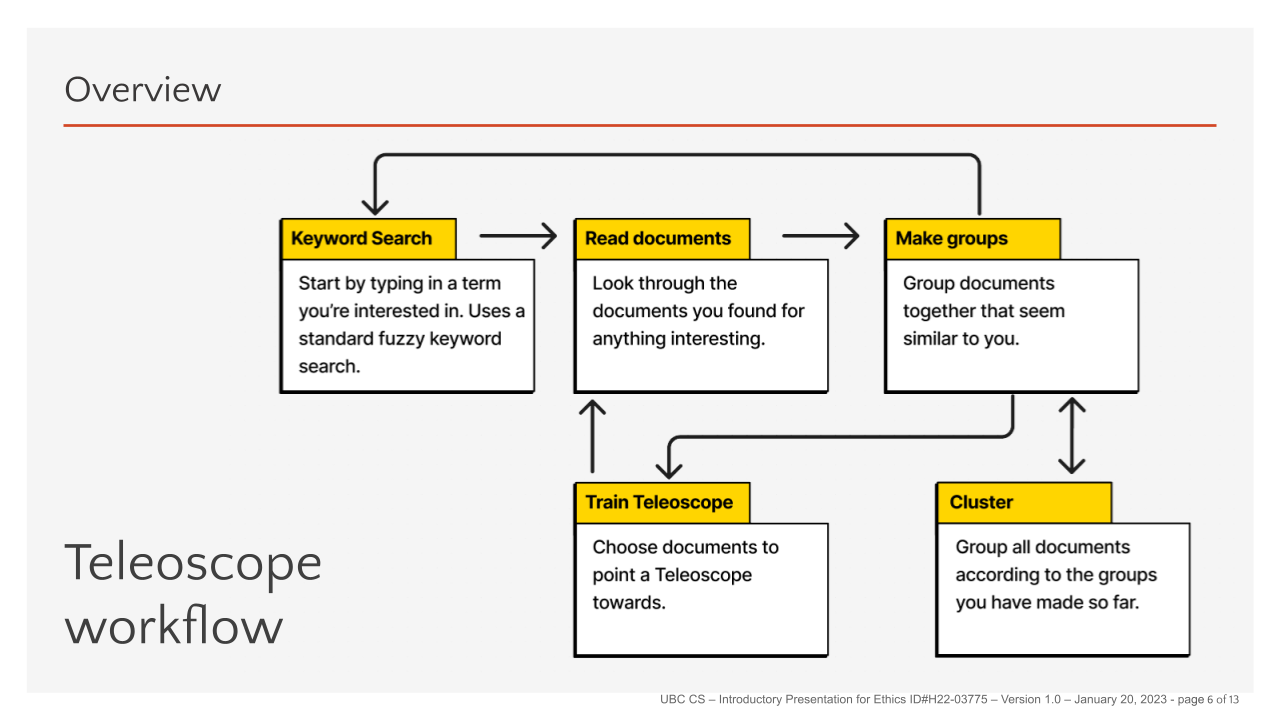 Overview
Keyword Search
Start by typing in a term
you’re interested in. Uses a
standard fuzzy keyword
search.
Read documents
Look through the
documents you found for
anything interesting.
Make groups
Group documents
together that seem
similar to you.
Train Teleoscope
Choose documents to
point a Teleoscope
towards.
Cluster
Group all documents
according to the groups
you have made so far.
Teleoscope
workflow
UBC CS – Introductory Presentation for Ethics ID#H22-03775 – Version 1.0 – January 20, 2023 - page 6 of 13